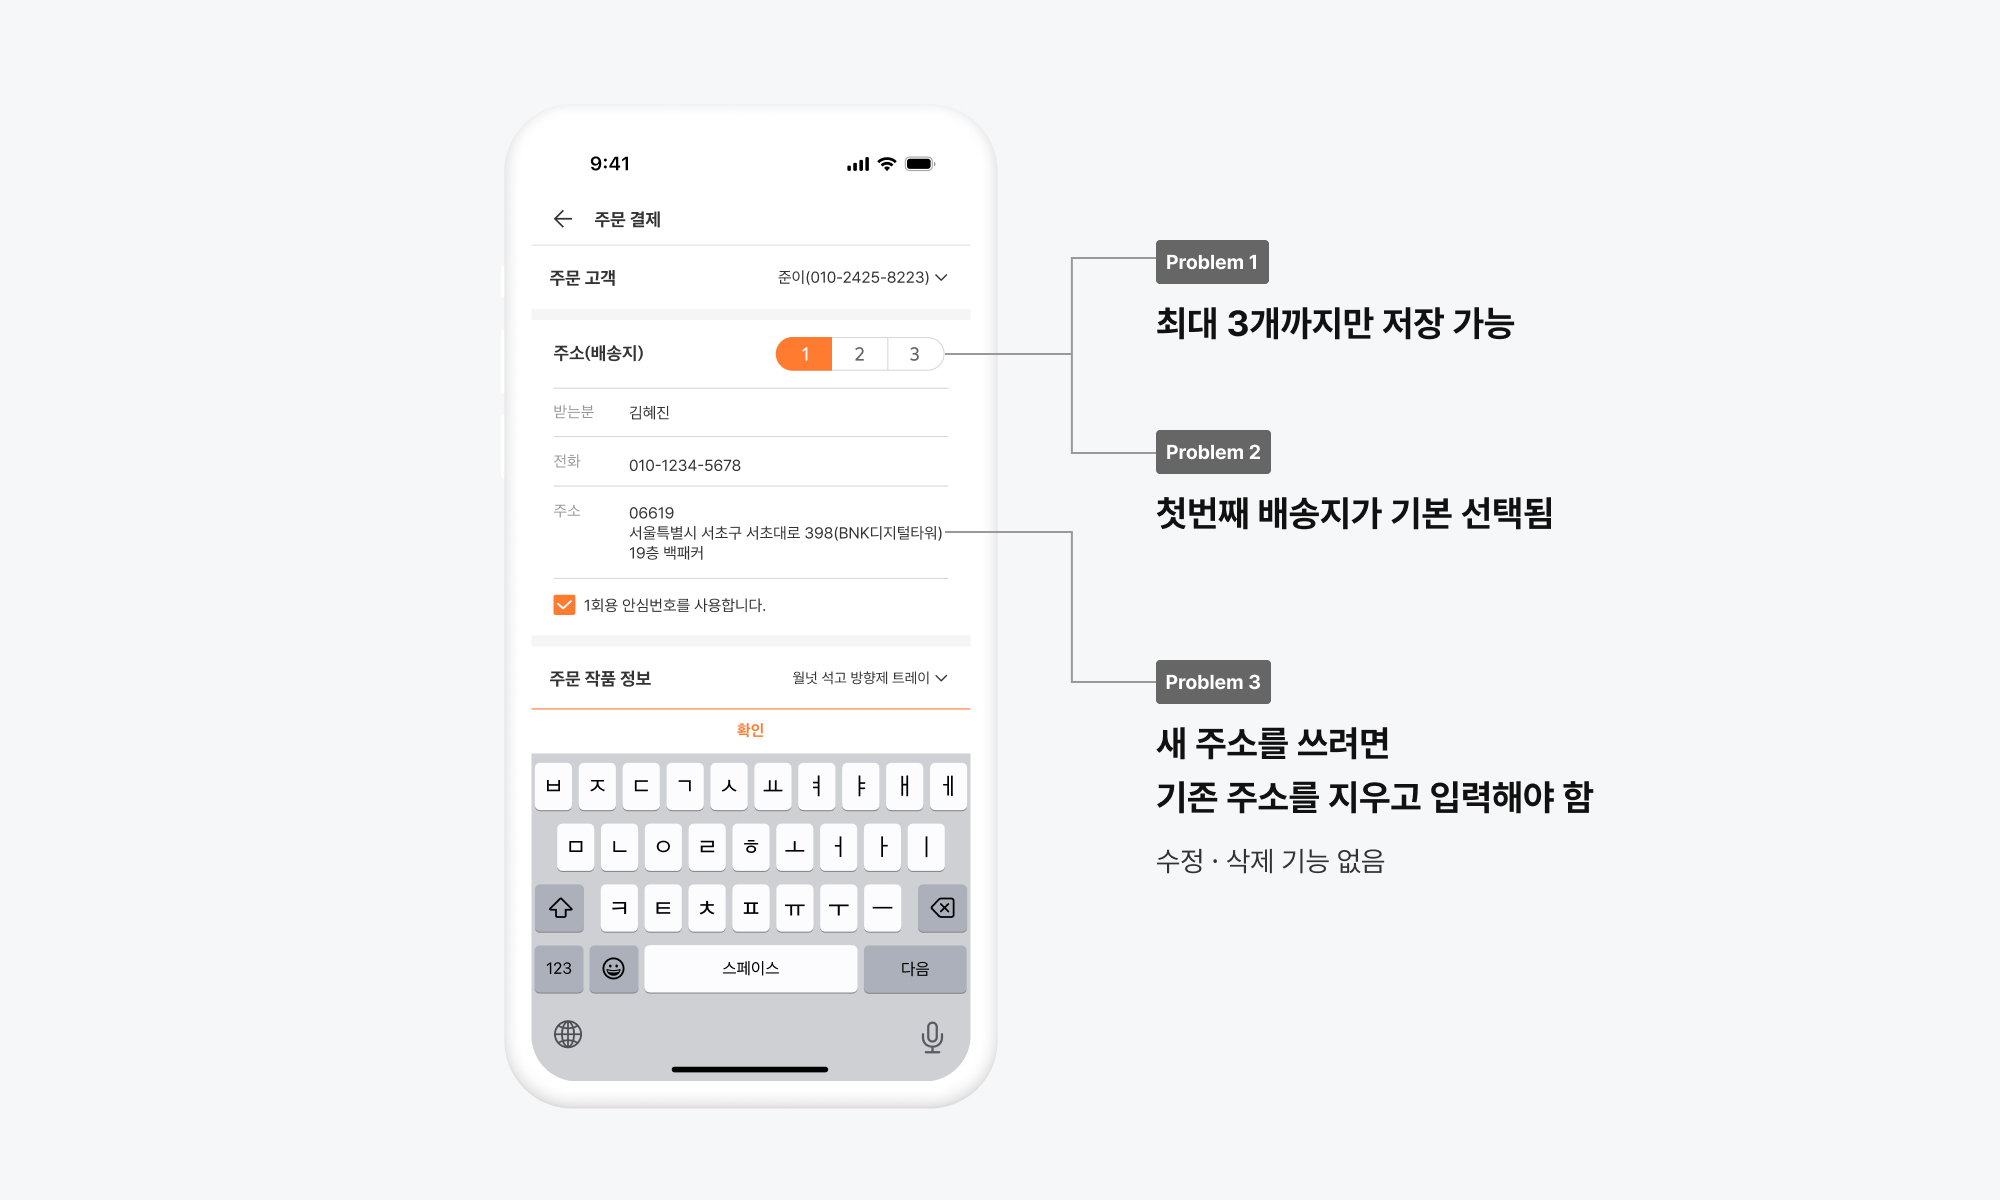 9:41
주문 결제
주문 고객
준이(010-2425-8223)
주소(배송지)
1 2 3
받는분 김혜진
전화 010-1234-5678
주소 06619
서울특별시 서초구 서초대로 398(BNK디지털타워)
19층 백패커
1회용 안심번호를 사용합니다.
주문 작품 정보
월넛 석고 방향제 트레이
확인
ㅂ ㅈ ㄷ ㄱ ㅅ ㅛ ㅕ ㅑ ㅐ ㅔ
ㅁ ㄴ ㅇ ㄹ ㅎ ㅗ ㅓ ㅏ ㅣ
ㅋ ㅌ ㅊ ㅍ ㅠ ㅜ ㅡ
123 스페이스 다음
Problem 1
최대 3개까지만 저장 가능
Problem 2
첫번째 배송지가 기본 선택됨
Problem 3
새 주소를 쓰려면
기존 주소를 지우고 입력해야 함
수정 · 삭제 기능 없음